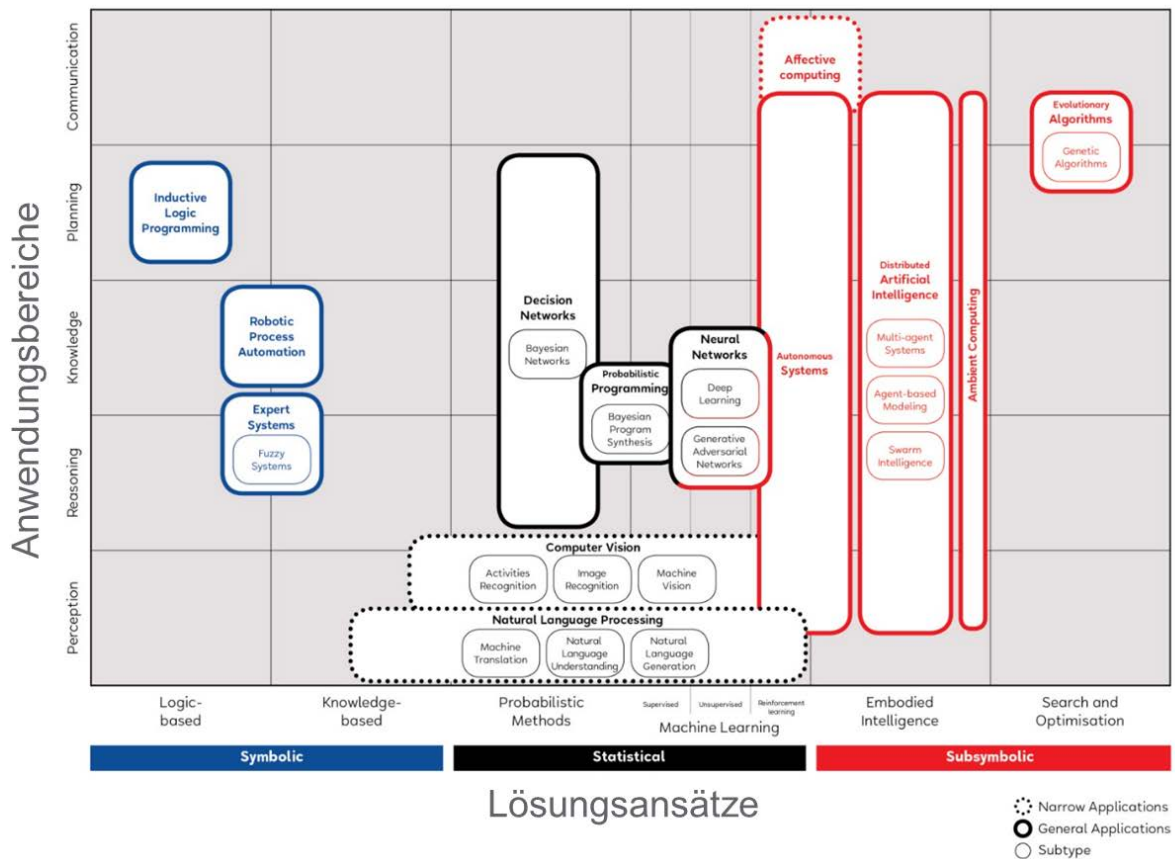 Anwendungsbereiche
Communication
Planning
Knowledge
Reasoning
Perception
Affective
computing
Evolutionary
Algorithms
Genetic
Algorithms
Inductive
Logic
Programming
Robotic
Process
Automation
Expert
Systems
Fuzzy
Systems
Decision
Networks
Bayesian
Networks
Probabilistic
Programming
Bayesian
Program
Synthesis
Neural
Networks
Deep
Learning
Generative
Adversarial
Networks
Autonomous
Systems
Distributed
Artificial
Intelligence
Multi-agent
Systems
Agent-based
Modeling
Swarm
Intelligence
Ambient Computing
Computer Vision
Activities
Recognition
Image
Recognition
Machine
Vision
Natural Language Processing
Machine
Translation
Natural
Language
Understanding
Natural
Language
Generation
Logic-
based
Knowledge-
based
Probabilistic
Methods
Supervised
Unsupervised
Reinforcement
learning
Machine Learning
Embodied
Intelligence
Search and
Optimisation
Symbolic
Statistical
Subsymbolic
Lösungsansätze
Narrow Applications
General Applications
Subtype